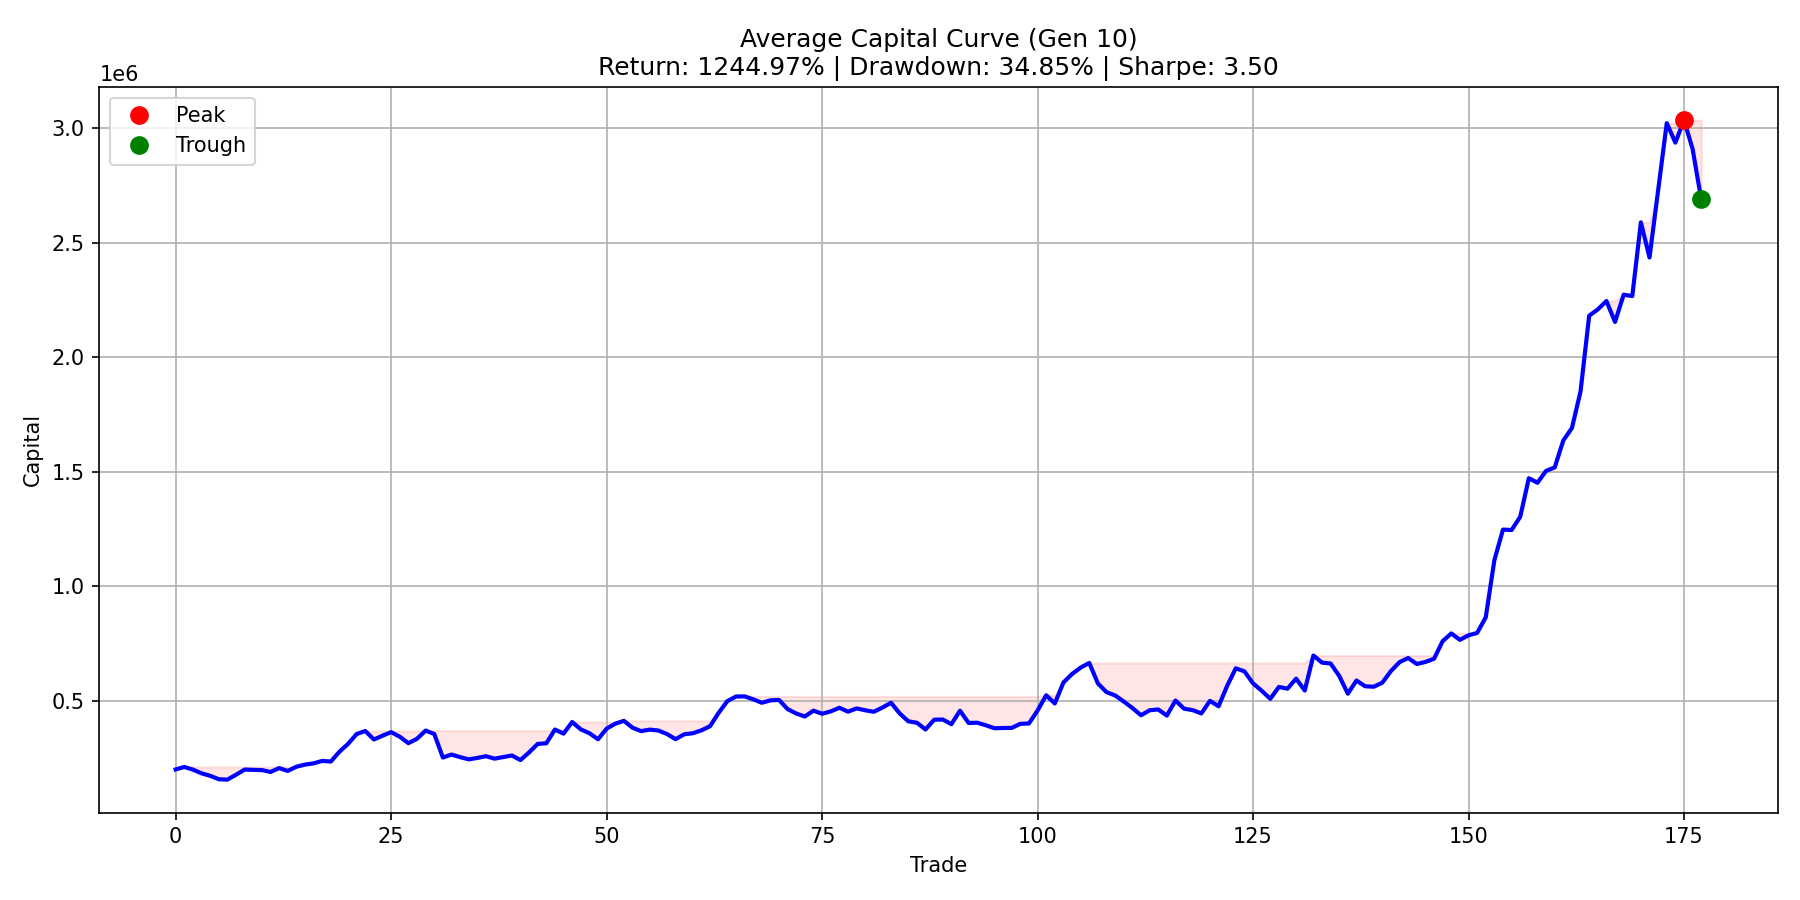 Average Capital Curve (Gen 10)
Return: 1244.97% | Drawdown: 34.85% | Sharpe: 3.50
1e6
Peak
Trough
3.0
2.5
2.0
1.5
1.0
0.5
Capital
0 25 50 75 100 125 150 175
Trade